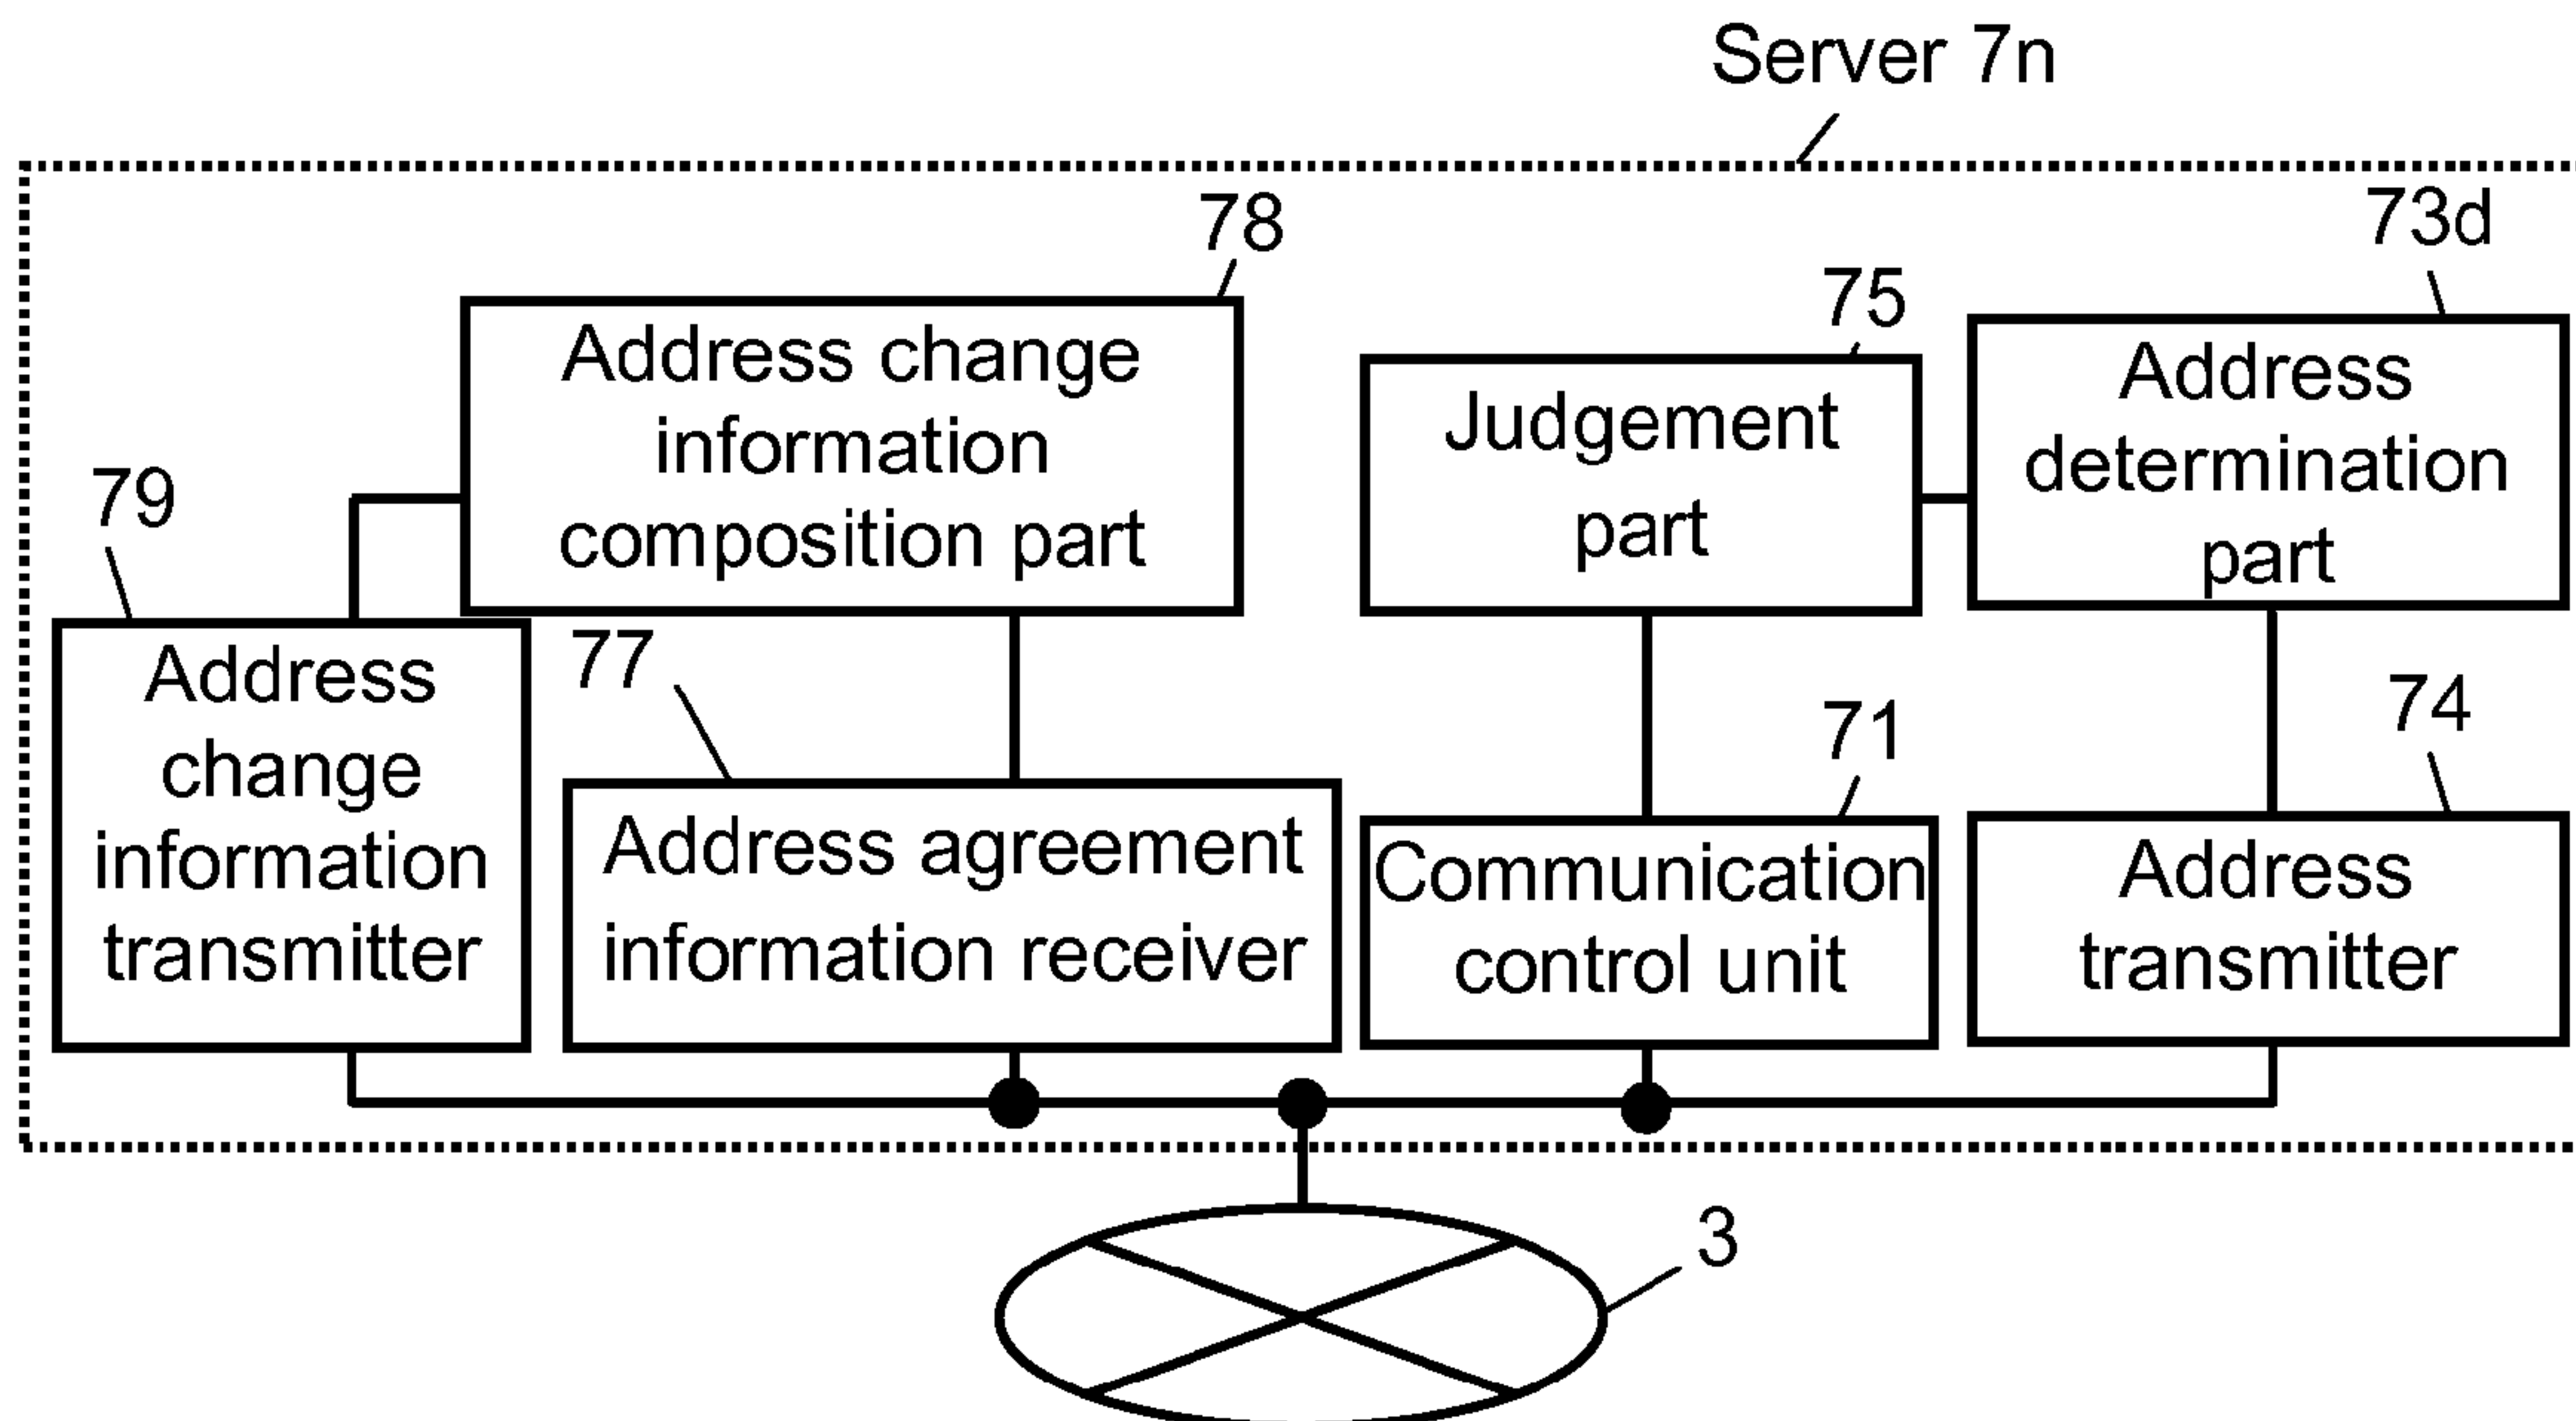 Server 7n
78
Address change
information
composition part
75
Judgement
part
73d
Address
determination
part
79
Address
change
information
transmitter
77
Address agreement
information receiver
71
Communication
control unit
74
Address
transmitter
3